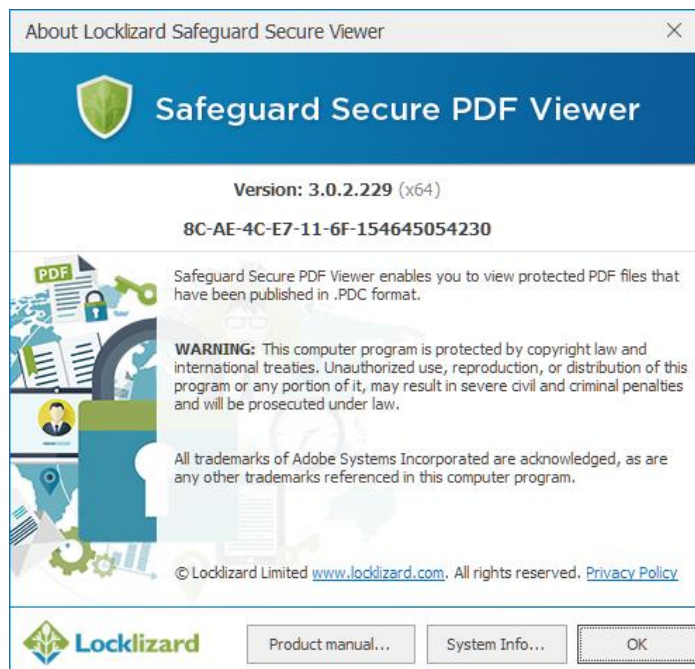 About Locklizard Safeguard Secure Viewer
Safeguard Secure PDF Viewer
Version: 3.0.2.229 (x64)
8C-AE-4C-E7-11-6F-154645054230
PDF
Safeguard Secure PDF Viewer enables you to view protected PDF files that
have been published in .PDC format.
WARNING: This computer program is protected by copyright law and
international treaties. Unauthorized use, reproduction, or distribution of this
program or any portion of it, may result in severe civil and criminal penalties
and will be prosecuted under law.
All trademarks of Adobe Systems Incorporated are acknowledged, as are
any other trademarks referenced in this computer program.
© Locklizard Limited www.locklizard.com. All rights reserved. Privacy Policy
Locklizard
Product manual...
System Info...
OK